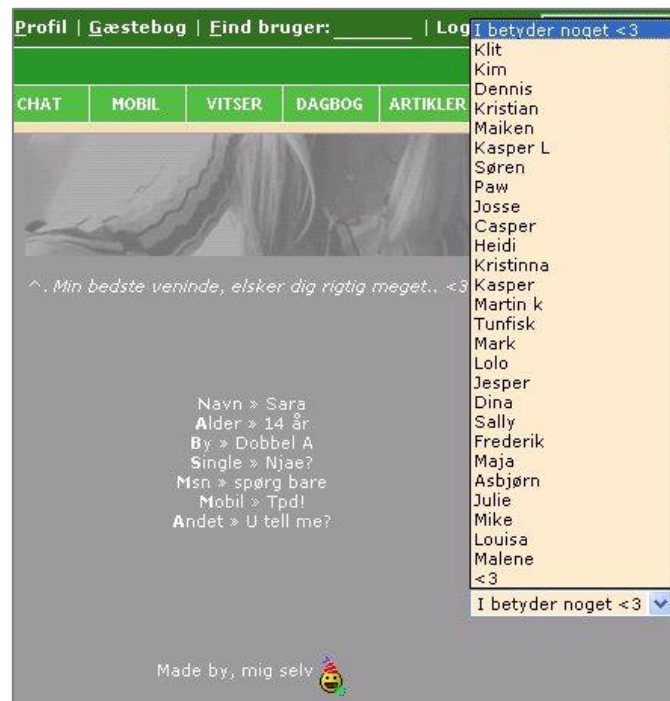 Profil | Gæstebog | Find bruger: | Log
CHAT MOBIL VITSER DAGBOG ARTIKLER
^. Min bedste veninde, elsker dig rigtig meget.. <3
Navn » Sara
Alder » 14 år
By » Dobbel A
Single » Njae?
Msn » spørg bare
Mobil » Tpd!
Andet » U tell me?
Made by, mig selv
I betyder noget <3
Klit
Kim
Dennis
Kristian
Maiken
Kasper L
Søren
Paw
Josse
Casper
Heidi
Kristinna
Kasper
Martin k
Tunfisk
Mark
Lolo
Jesper
Dina
Sally
Frederik
Maja
Asbjørn
Julie
Mike
Louisa
Malene
<3
I betyder noget <3